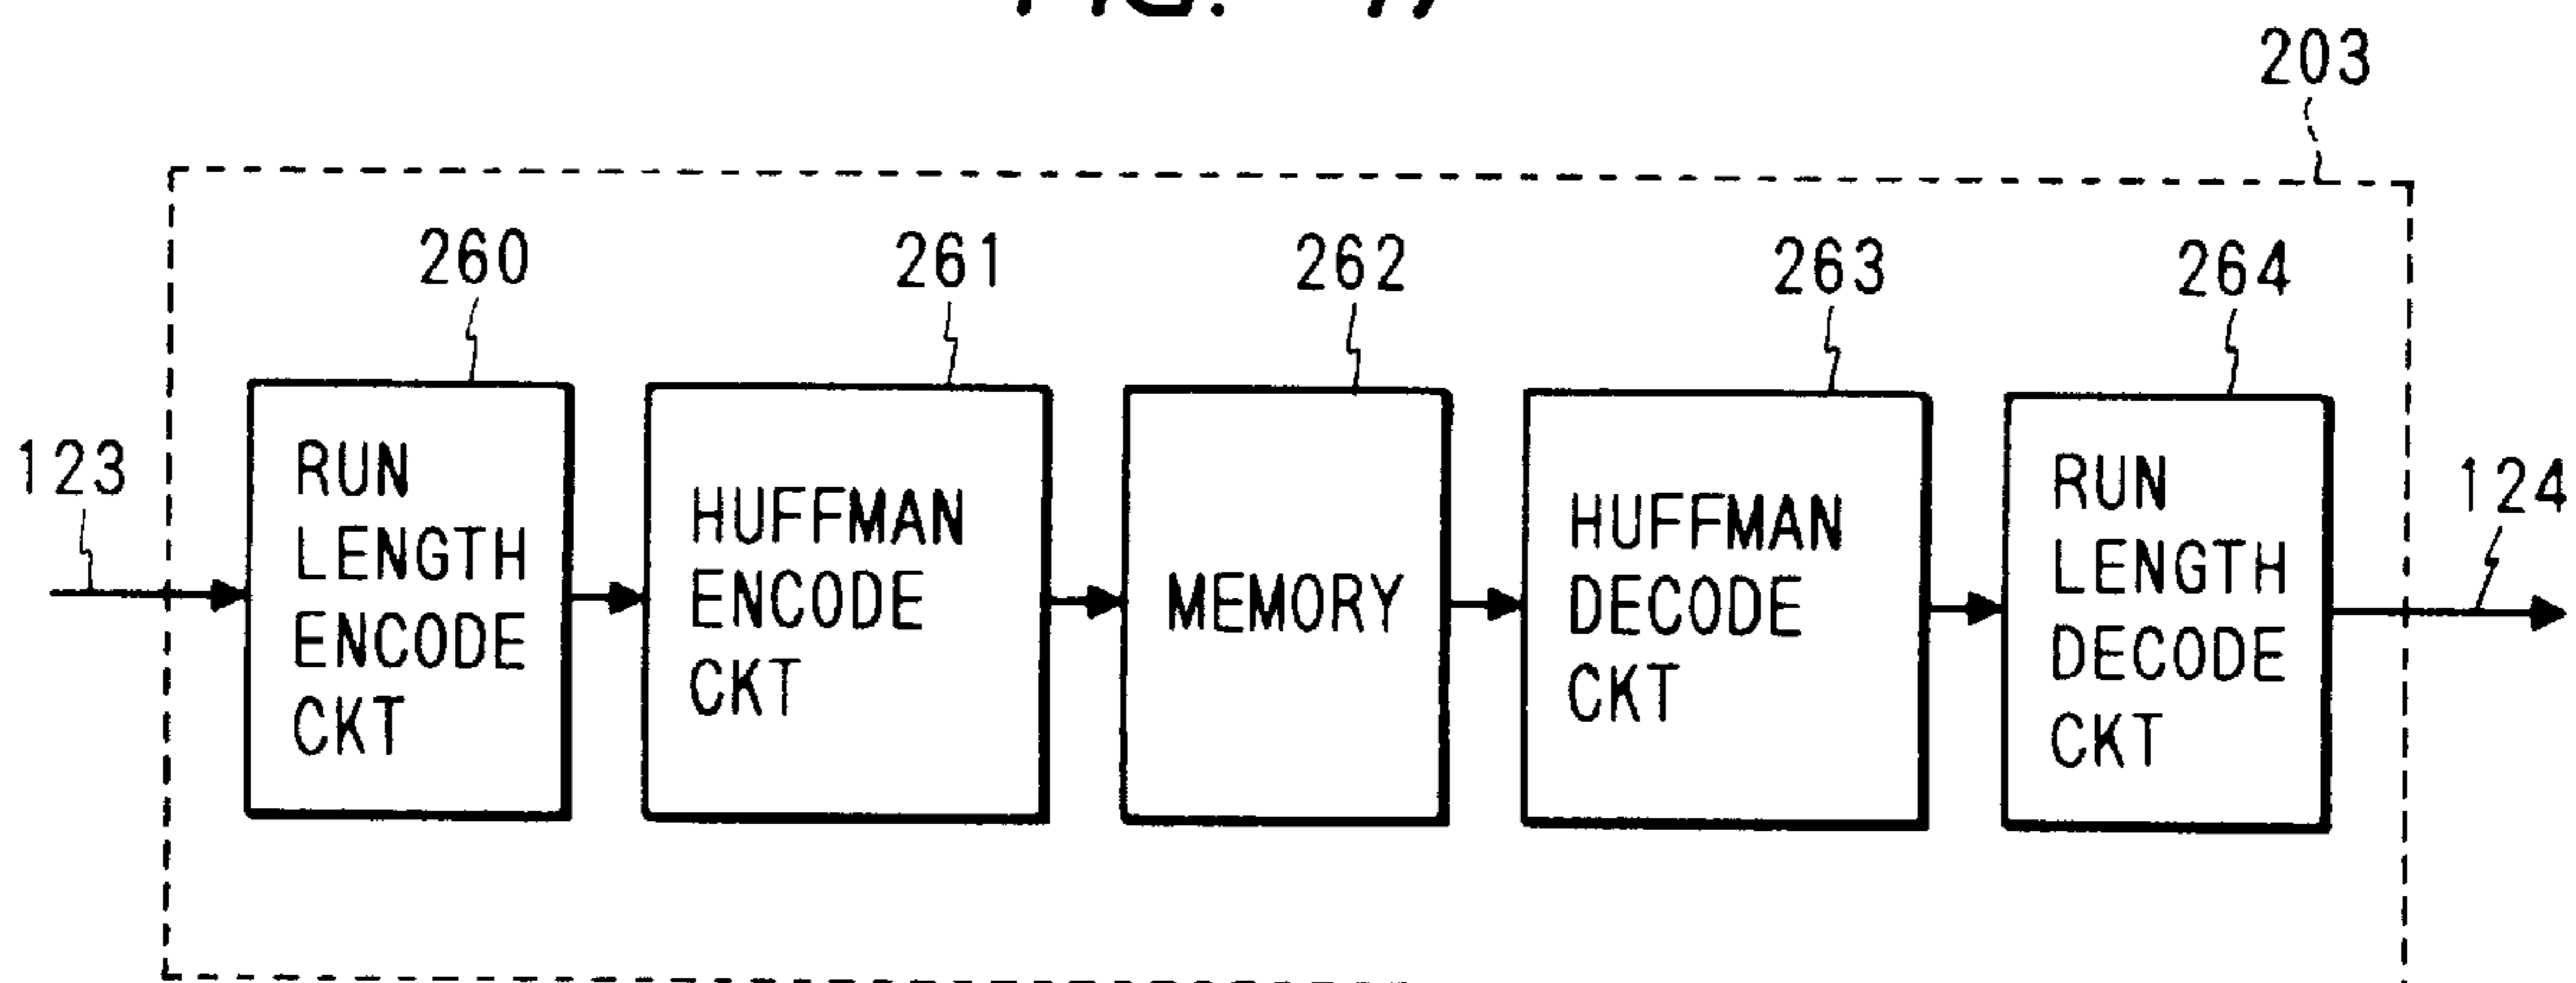 203
260
261
262
263
264
123
RUN
LENGTH
ENCODE
CKT
HUFFMAN
ENCODE
CKT
MEMORY
HUFFMAN
DECODE
CKT
RUN
LENGTH
DECODE
CKT
124